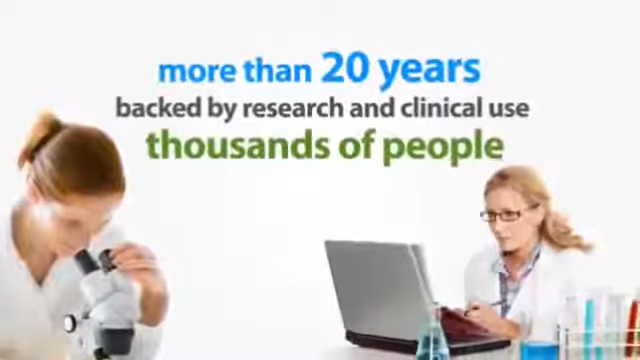 more than 20 years
backed by research and clinical use
thousands of people